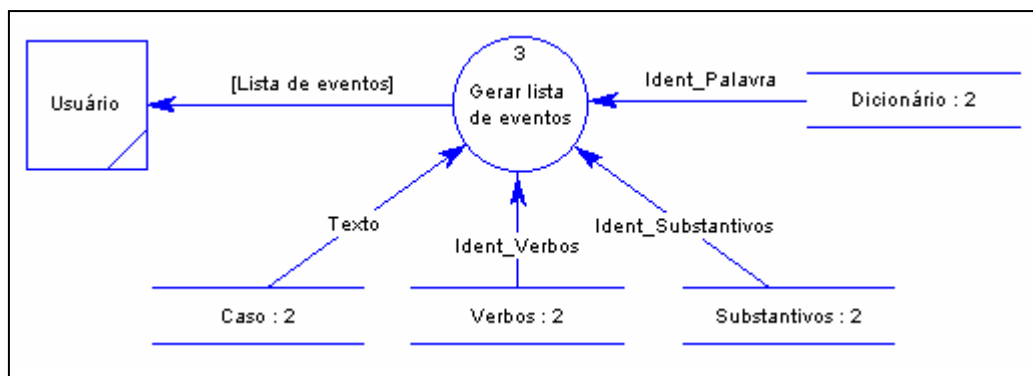 3
[Lista de eventos]
Ident_Palavra
Usuário
Gerar lista
de eventos
Dicionário : 2
Texto
Ident_Verbos
Ident_Substantivos
Caso : 2
Verbos : 2
Substantivos : 2